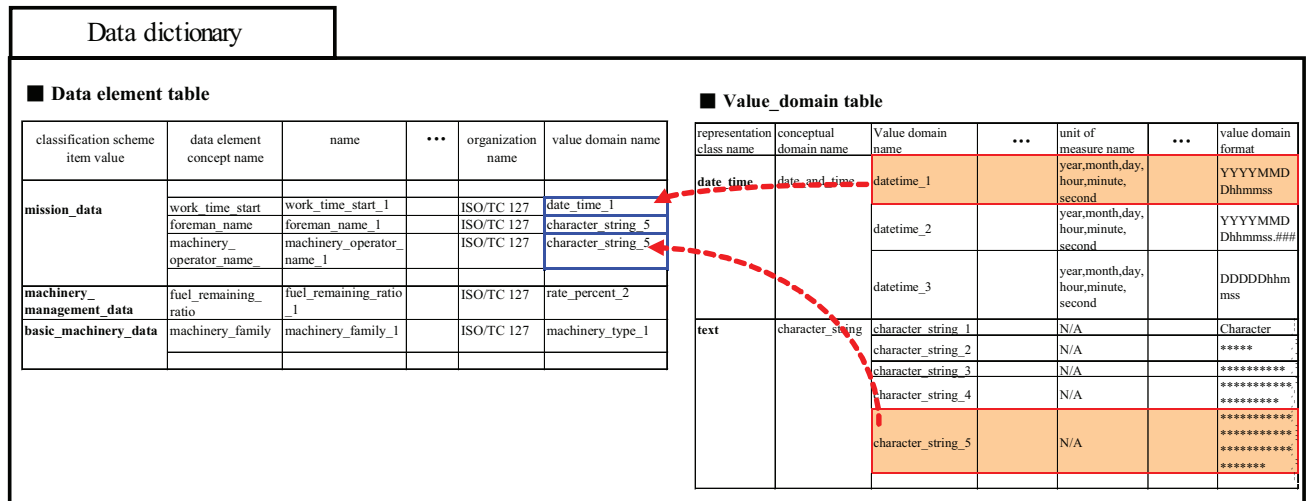 Data dictionary
■ Data element table
classification scheme item value | data element concept name | name | ••• | organization name | value domain name
mission_data | work_time_start | work_time_start_1 | ISO/TC 127 | date_time_1
foreman_name | foreman_name_1 | ISO/TC 127 | character_string_5
machinery_ operator_name_ | machinery_operator_ name_1 | ISO/TC 127 | character_string_5
machinery_ management_data | fuel_remaining_ ratio | fuel_remaining_ratio _1 | ISO/TC 127 | rate_percent_2
basic_machinery_data | machinery_family | machinery_family_1 | ISO/TC 127 | machinery_type_1
■ Value_domain table
representation class name | conceptual domain name | Value domain name | ••• | unit of measure name | ••• | value domain format
date_time | date_and_time | datetime_1 | year,month,day, hour,minute, second | YYYYMMD Dhhmmss
datetime_2 | year,month,day, hour,minute, second | YYYYMMD Dhhmmss.###
datetime_3 | year,month,day, hour,minute, second | DDDDDhhm mss
text | character_string | character_string_1 | N/A | Character
character_string_2 | N/A | *****
character_string_3 | N/A | **********
character_string_4 | N/A | *********** *********
character_string_5 | N/A | *********** *********** *********** *******